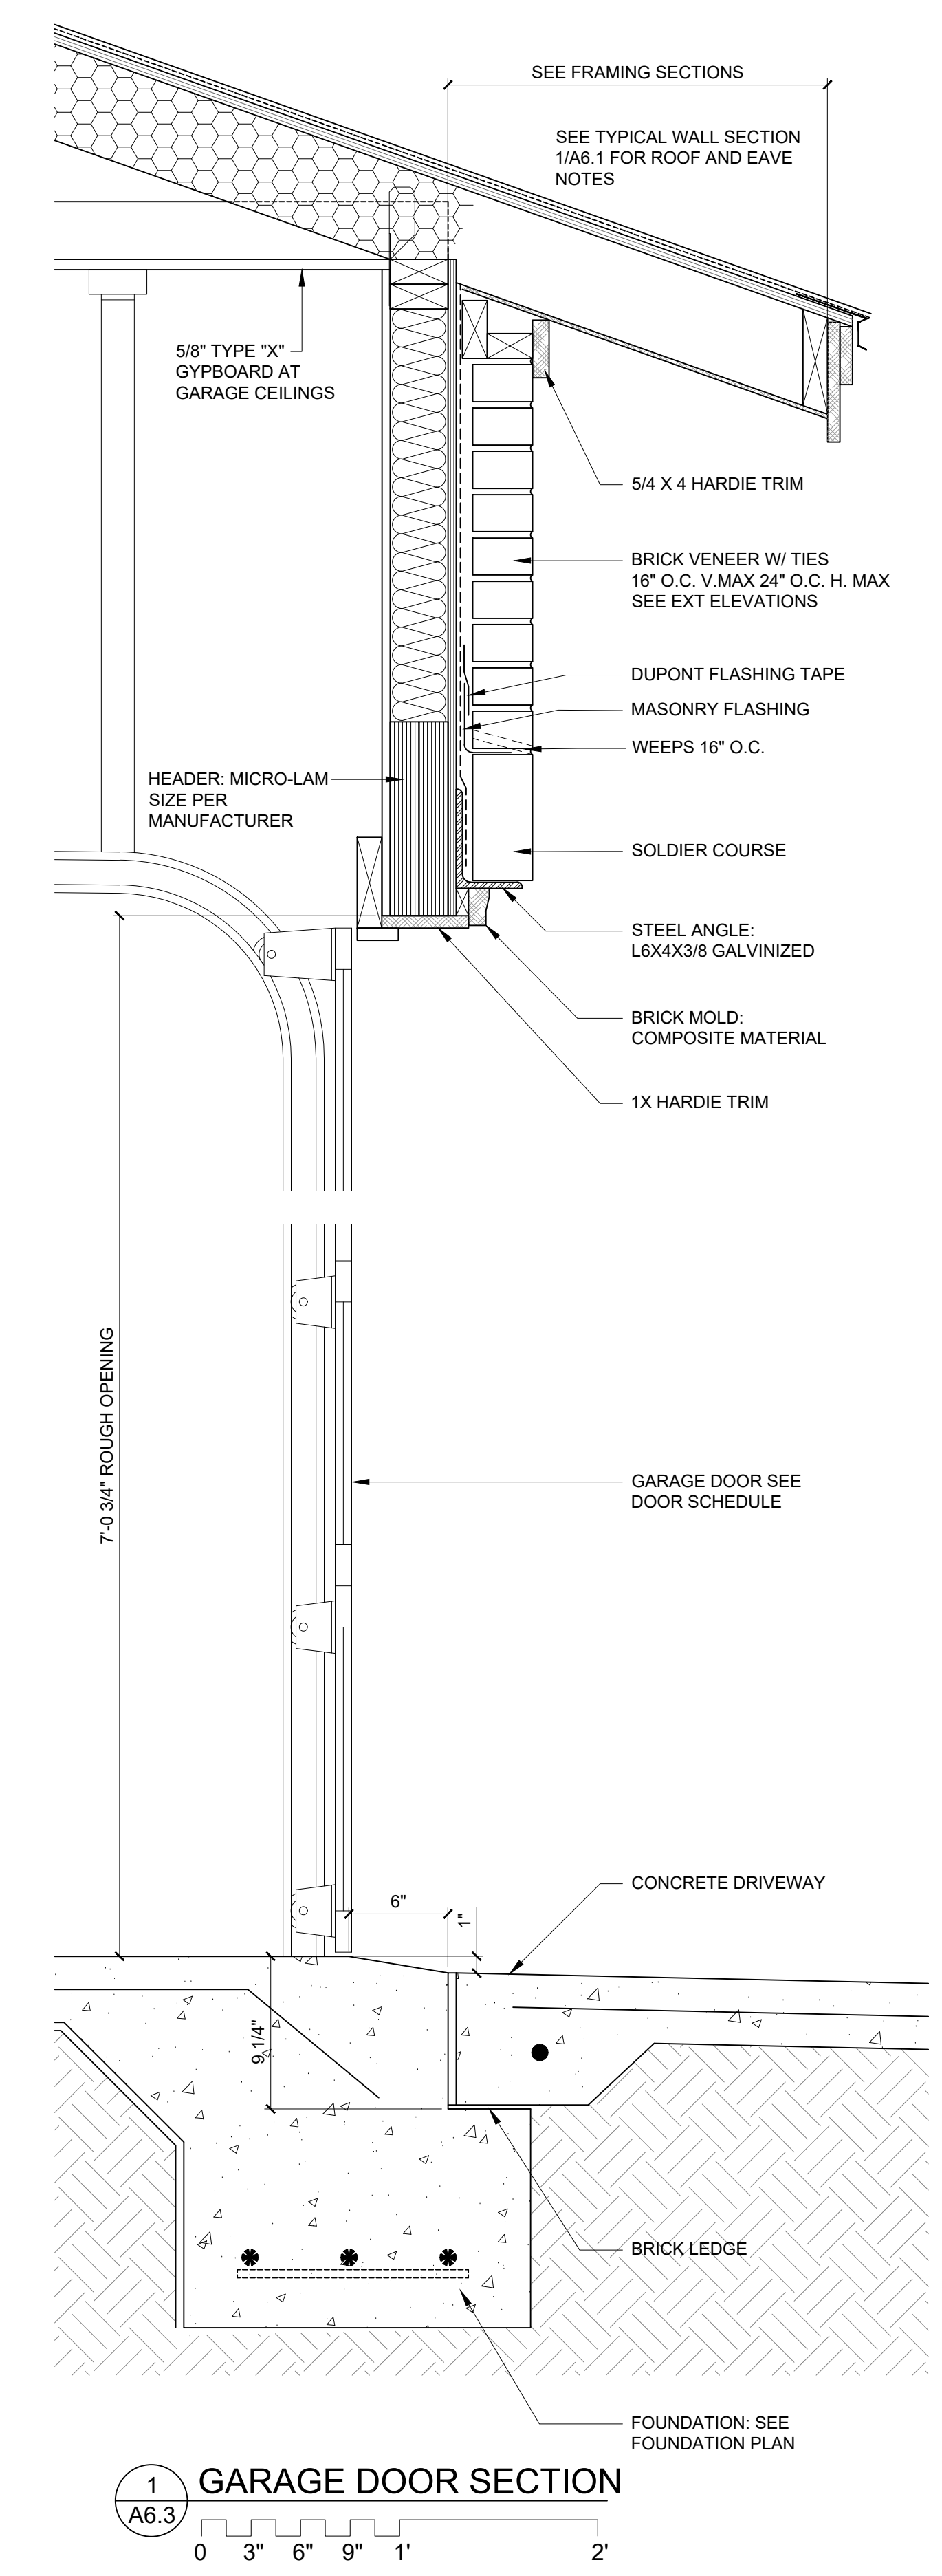 SEE FRAMING SECTIONS
SEE TYPICAL WALL SECTION
1/A6.1 FOR ROOF AND EAVE
NOTES
5/8" TYPE "X"
GYPBOARD AT
GARAGE CEILINGS
5/4 X 4 HARDIE TRIM
BRICK VENEER W/ TIES
16" O.C. V.MAX 24" O.C. H. MAX
SEE EXT ELEVATIONS
DUPONT FLASHING TAPE
MASONRY FLASHING
WEEPS 16" O.C.
HEADER: MICRO-LAM
SIZE PER
MANUFACTURER
SOLDIER COURSE
STEEL ANGLE:
L6X4X3/8 GALVINIZED
BRICK MOLD:
COMPOSITE MATERIAL
1X HARDIE TRIM
7'-0 3/4" ROUGH OPENING
GARAGE DOOR SEE
DOOR SCHEDULE
CONCRETE DRIVEWAY
6"
1"
9 1/4"
BRICK LEDGE
FOUNDATION: SEE
FOUNDATION PLAN
1
A6.3
GARAGE DOOR SECTION
0 3" 6" 9" 1' 2'